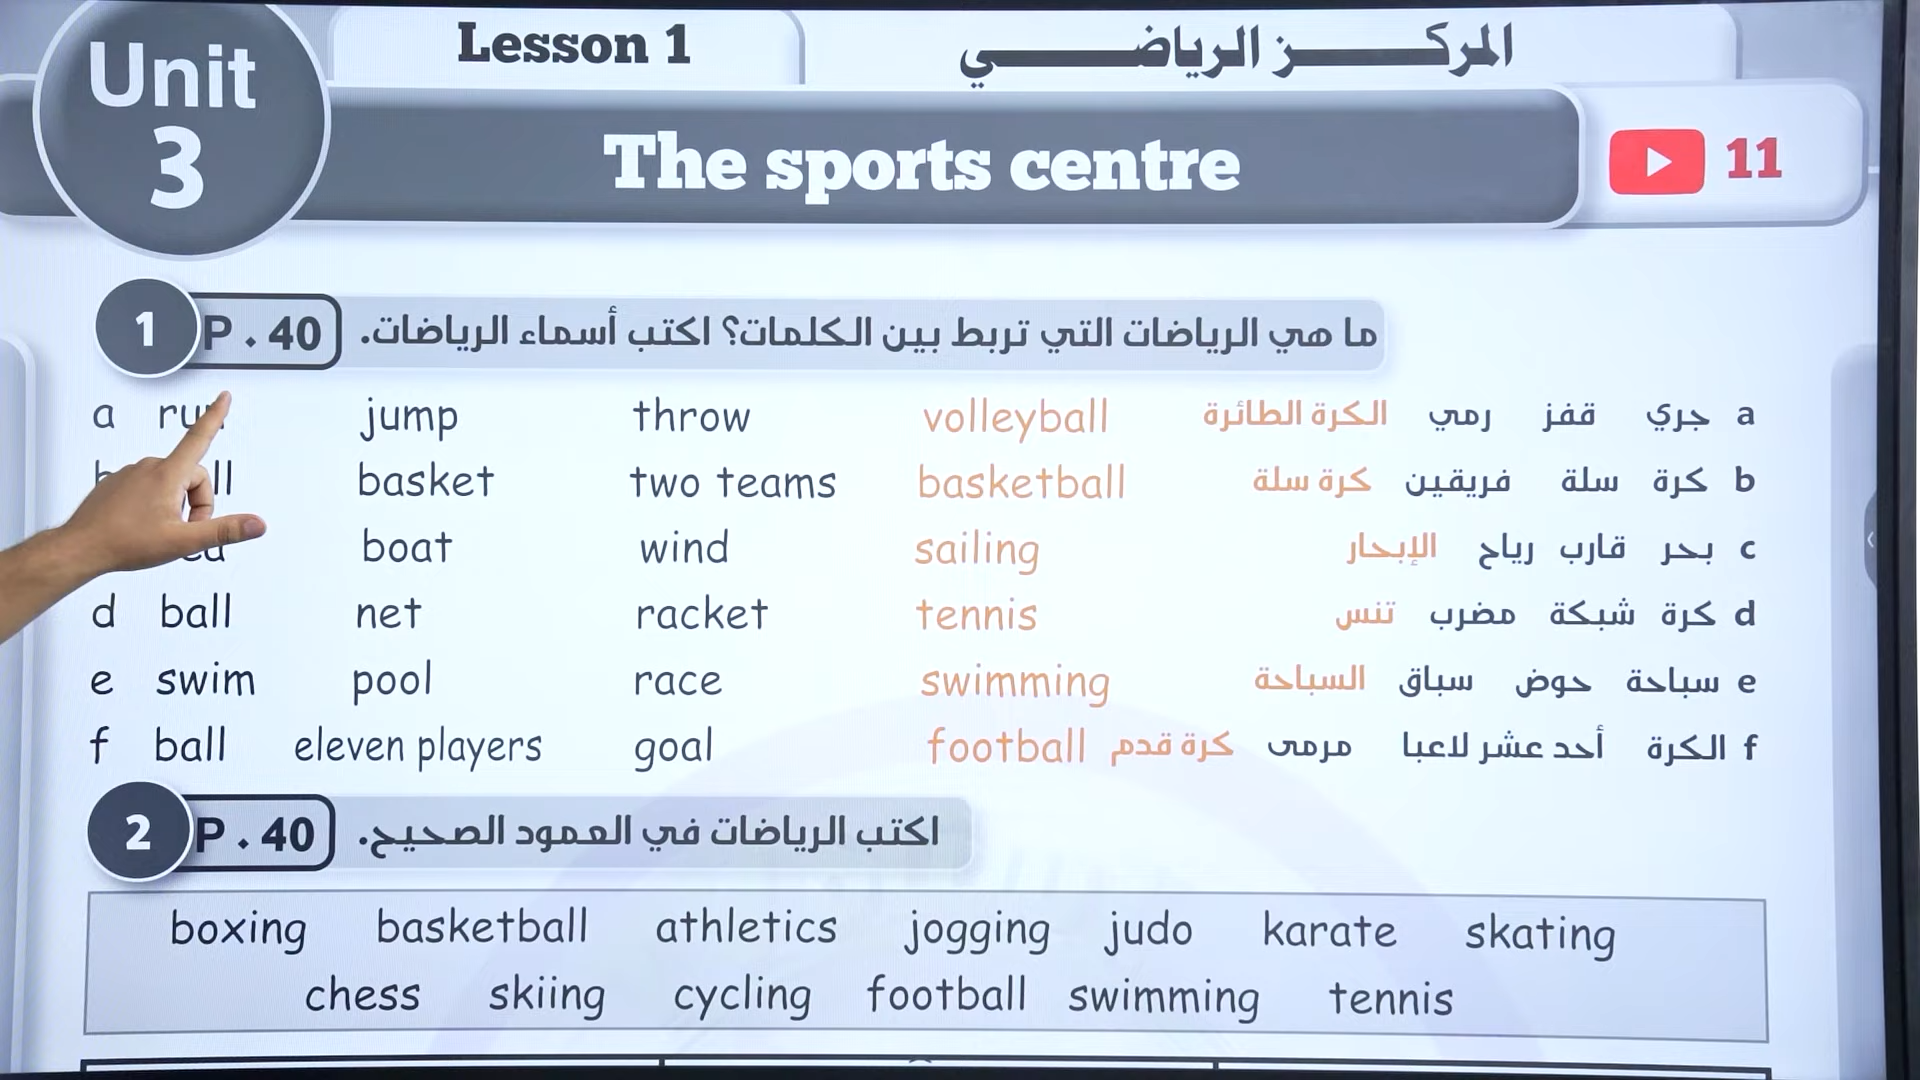 Unit 3
Lesson 1
المركز الرياضي
The sports centre
11
1 P. 40 ما هي الرياضات التي تربط بين الكلمات؟ اكتب أسماء الرياضات.
a run jump throw volleyball الكرة الطائرة رمي قفز جري a
basket two teams basketball كرة سلة فريقين سلة كرة b
boat wind sailing الإبحار رياح قارب بحر c
d ball net racket tennis تنس مضرب شبكة كرة d
e swim pool race swimming السباحة سباق حوض سباحة e
f ball eleven players goal football كرة قدم مرمى أحد عشر لاعبا الكرة f
2 P. 40 اكتب الرياضات في العمود الصحيح.
boxing basketball athletics jogging judo karate skating
chess skiing cycling football swimming tennis